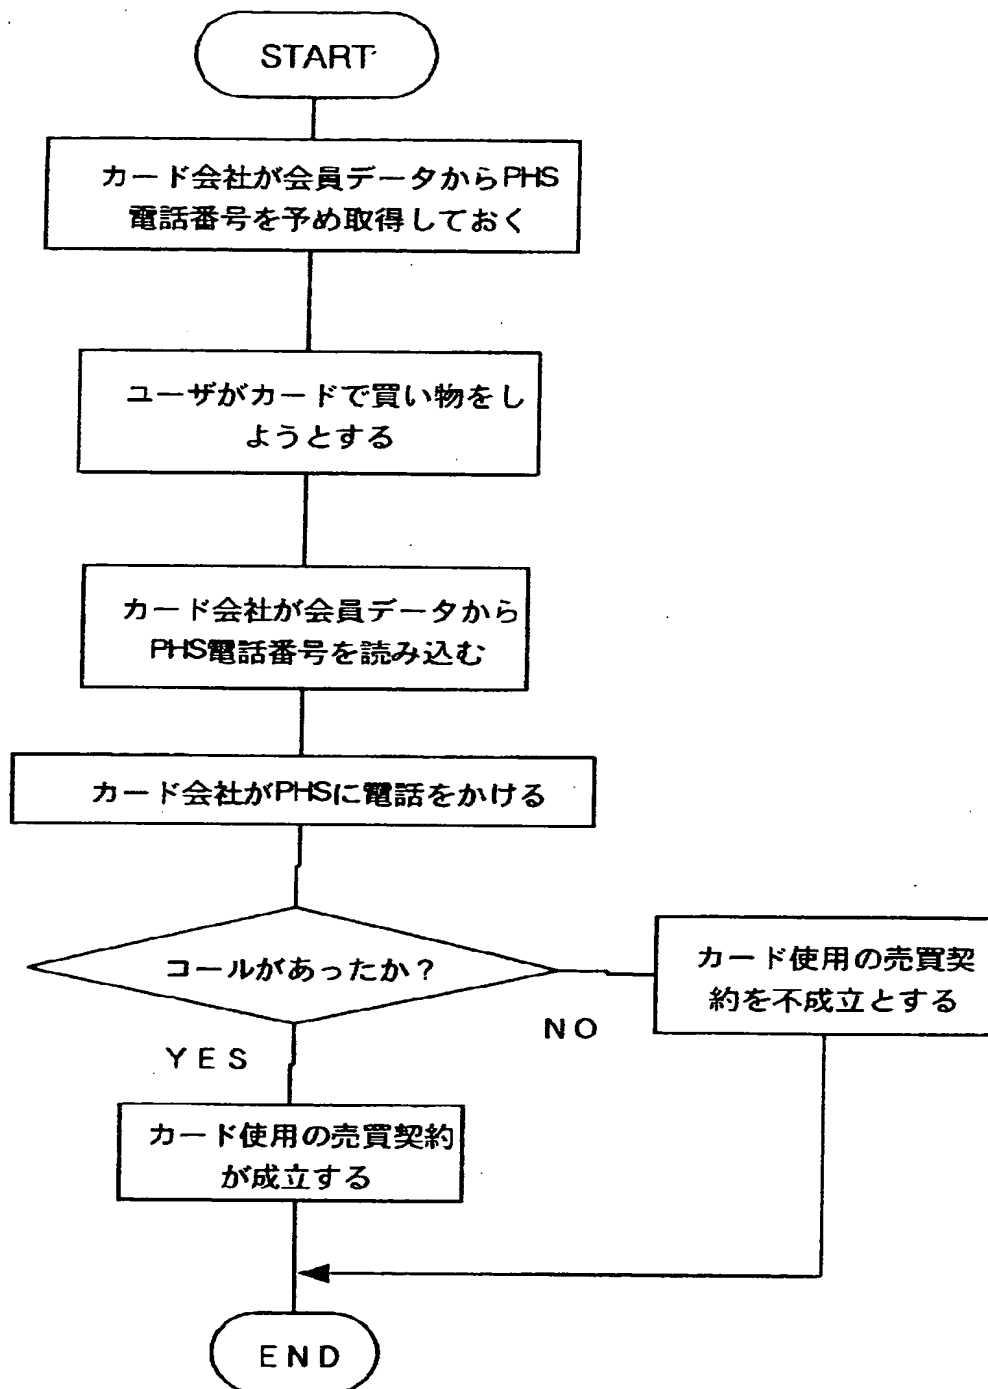 START
カード会社が会員データからPHS
電話番号を予め取得しておく
ユーザがカードで買い物をし
ようとする
カード会社が会員データから
PHS電話番号を読み込む
カード会社がPHSに電話をかける
コールがあったか？
NO
カード使用の売買契
約を不成立とする
YES
カード使用の売買契約
が成立する
END